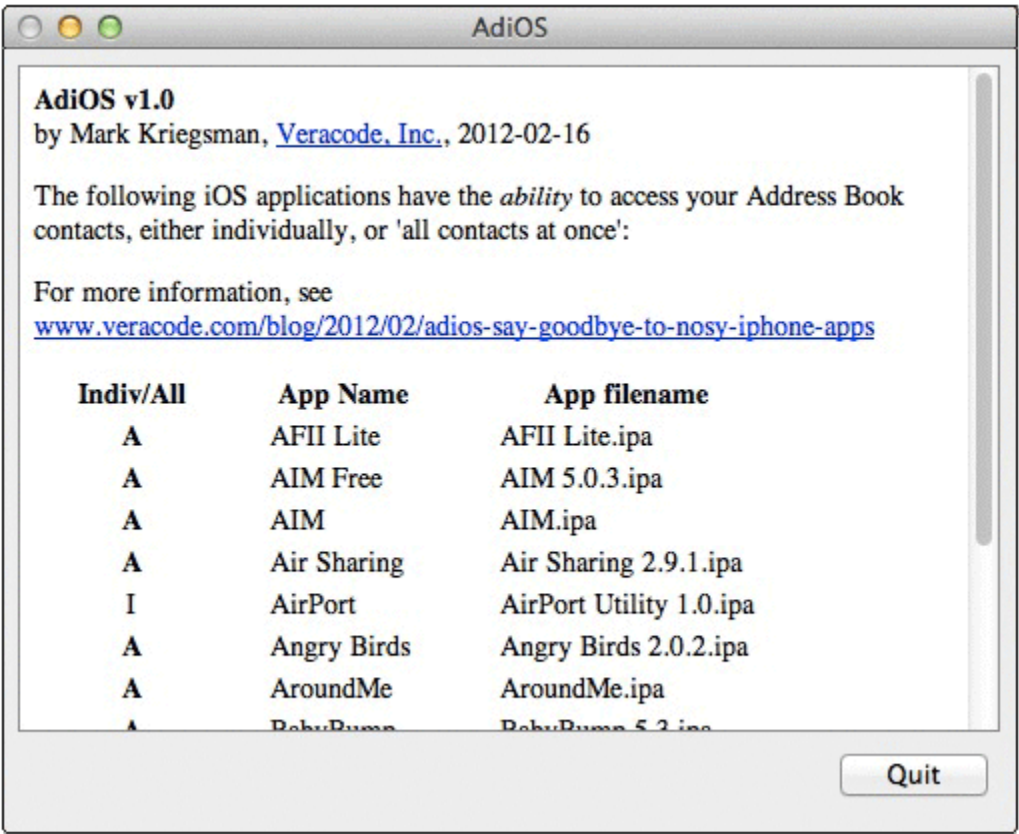 AdiOS
AdiOS v1.0
by Mark Kriegsman, Veracode, Inc., 2012-02-16
The following iOS applications have the ability to access your Address Book
contacts, either individually, or 'all contacts at once':
For more information, see
www.veracode.com/blog/2012/02/adios-say-goodbye-to-nosy-iphone-apps
Indiv/All App Name App filename
A AFII Lite AFII Lite.ipa
A AIM Free AIM 5.0.3.ipa
A AIM AIM.ipa
A Air Sharing Air Sharing 2.9.1.ipa
I AirPort AirPort Utility 1.0.ipa
A Angry Birds Angry Birds 2.0.2.ipa
A AroundMe AroundMe.ipa
A BabyBump BabyBump 5.3.ipa
Quit